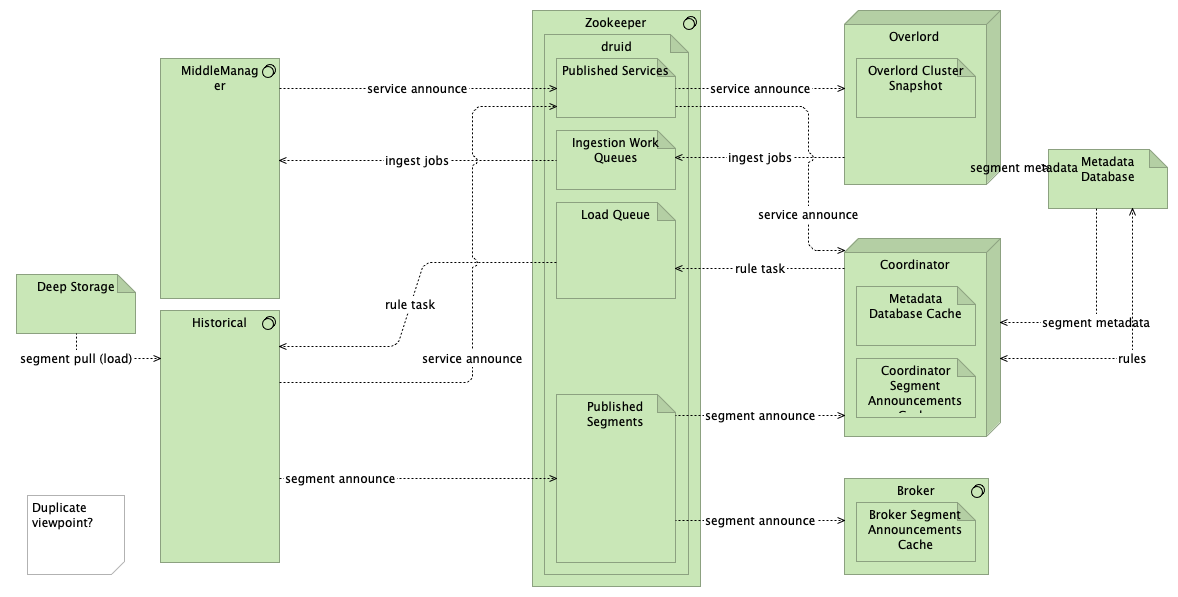 Zookeeper
druid
Overlord
MiddleManag
er
Published Services
Overlord Cluster
Snapshot
service announce
service announce
Ingestion Work
Queues
ingest jobs
ingest jobs
segment metadata
Metadata
Database
Load Queue
service announce
Coordinator
rule task
Deep Storage
Metadata
Database Cache
rule task
Historical
segment metadata
segment pull (load)
service announce
rules
Coordinator
Segment
Announcements
Published
Segments
segment announce
segment announce
Broker
Duplicate
viewpoint?
Broker Segment
Announcements
Cache
segment announce